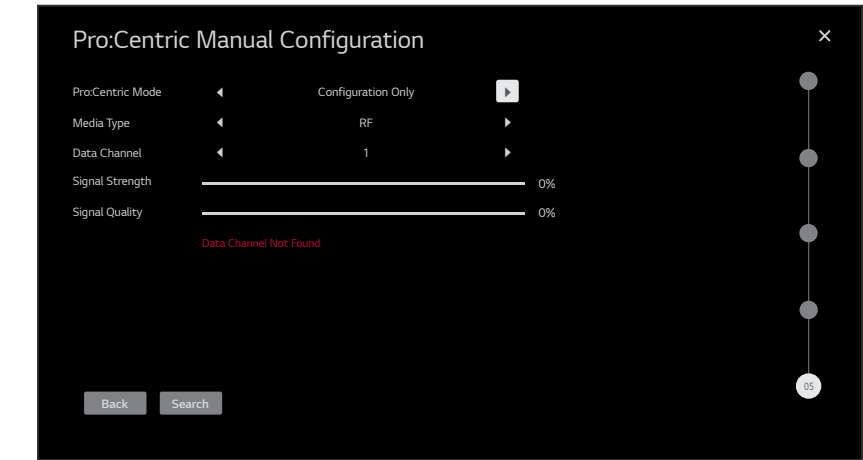 Pro:Centric Manual Configuration
Pro:Centric Mode Configuration Only
Media Type RF
Data Channel 1
Signal Strength 0%
Signal Quality 0%
Data Channel Not Found
05
Back Search